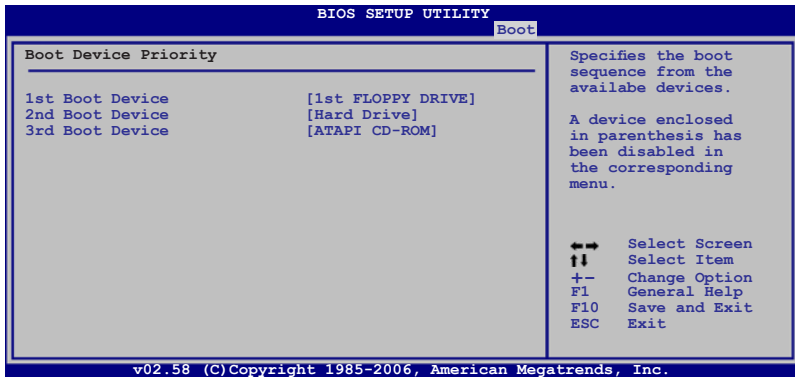 BIOS SETUP UTILITY
Boot
Boot Device Priority
1st Boot Device [1st FLOPPY DRIVE]
2nd Boot Device [Hard Drive]
3rd Boot Device [ATAPI CD-ROM]
Specifies the boot
sequence from the
availabe devices.
A device enclosed
in parenthesis has
been disabled in
the corresponding
menu.
←→ Select Screen
↑↓ Select Item
+- Change Option
F1 General Help
F10 Save and Exit
ESC Exit
v02.58 (C)Copyright 1985-2006, American Megatrends, Inc.